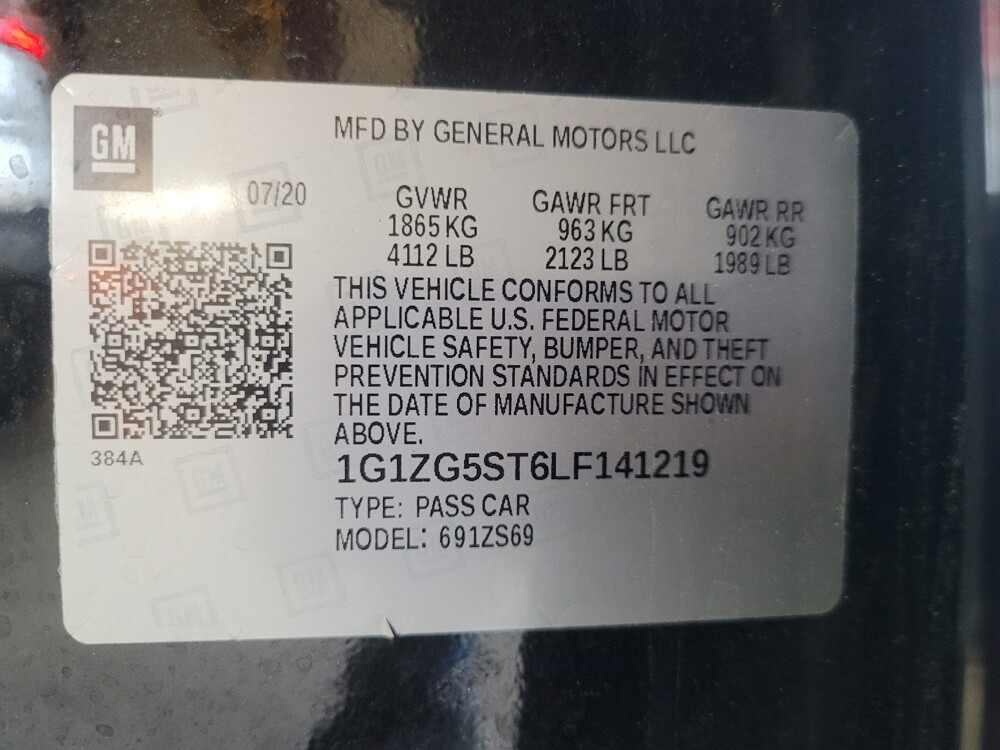 GM
MFD BY GENERAL MOTORS LLC
07/20
GVWR GAWR FRT GAWR RR
1865 KG 963 KG 902 KG
4112 LB 2123 LB 1989 LB
THIS VEHICLE CONFORMS TO ALL
APPLICABLE U.S. FEDERAL MOTOR
VEHICLE SAFETY, BUMPER, AND THEFT
PREVENTION STANDARDS IN EFFECT ON
THE DATE OF MANUFACTURE SHOWN
ABOVE.
384A
1G1ZG5ST6LF141219
TYPE: PASS CAR
MODEL: 691ZS69